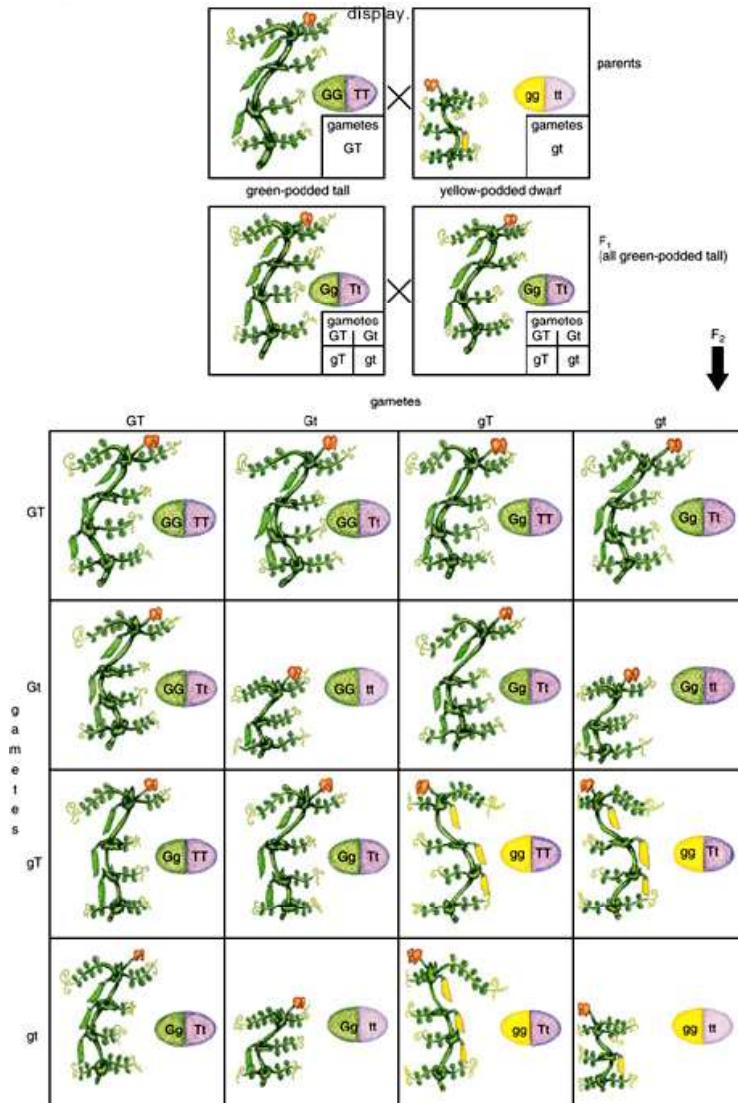 display.
GG TT
gg tt
parents
gametes
GT
gametes
gt
green-podded tall
yellow-podded dwarf
Gg Tt
Gg Tt
F1
(all green-podded tall)
gametes
GT Gt
gT gt
gametes
GT Gt
gT gt
F2
gametes
GT Gt gT gt
GT
GG TT
GG Tt
Gg TT
Gg Tt
Gt
GG Tt
GG tt
Gg Tt
Gg tt
gametes
gT
Gg TT
Gg Tt
gg TT
gg Tt
gt
Gg Tt
Gg tt
gg Tt
gg tt